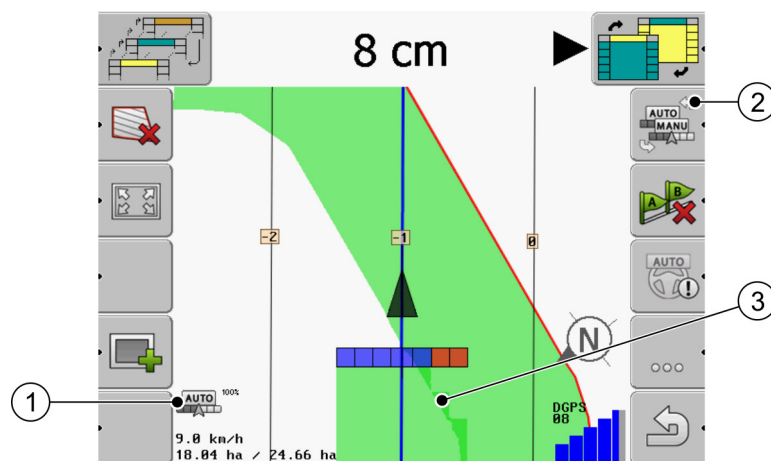 8 cm
AUTO
MANU
2
A B
-2
-1
0
AUTO
3
N
1
AUTO 100%
DGPS
08
9.0 km/h
18.04 ha / 24.66 ha